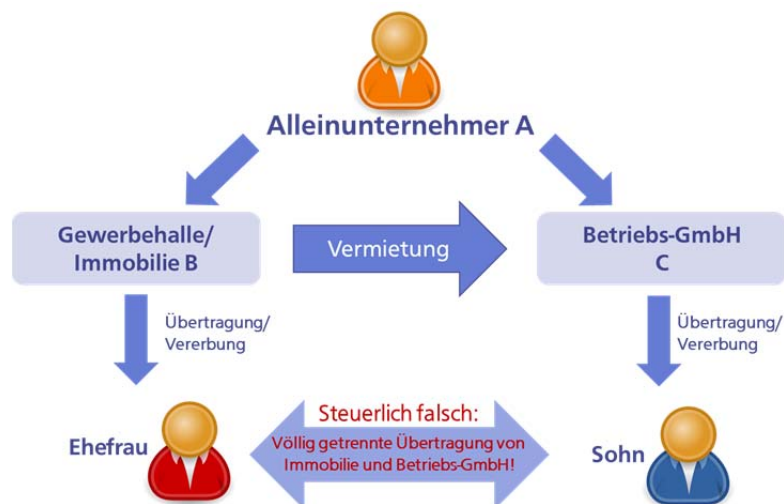 Alleinunternehmer A
Gewerbehalle/
Immobilie B
Vermietung
Betriebs-GmbH
C
Übertragung/
Vererbung
Übertragung/
Vererbung
Ehefrau
Steuerlich falsch:
Völlig getrennte Übertragung von
Immobilie und Betriebs-GmbH!
Sohn